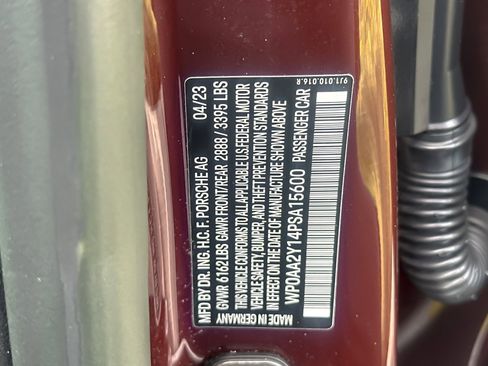 MFD BY DR. ING. H.C.F. PORSCHE AG 04/23
GVWR 6162LBS GAWR FRONT/REAR 2888/3395 LBS
THIS VEHICLE CONFORMS TO ALL APPLICABLE US FEDERAL MOTOR
VEHICLE SAFETY, BUMPER, AND THEFT PREVENTION STANDARDS
IN EFFECT ON THE DATE OF MANUFACTURE SHOWN ABOVE
WP0AA2Y14PSA15600 PASSENGER CAR
MADE IN GERMANY
9J1.010.016.R